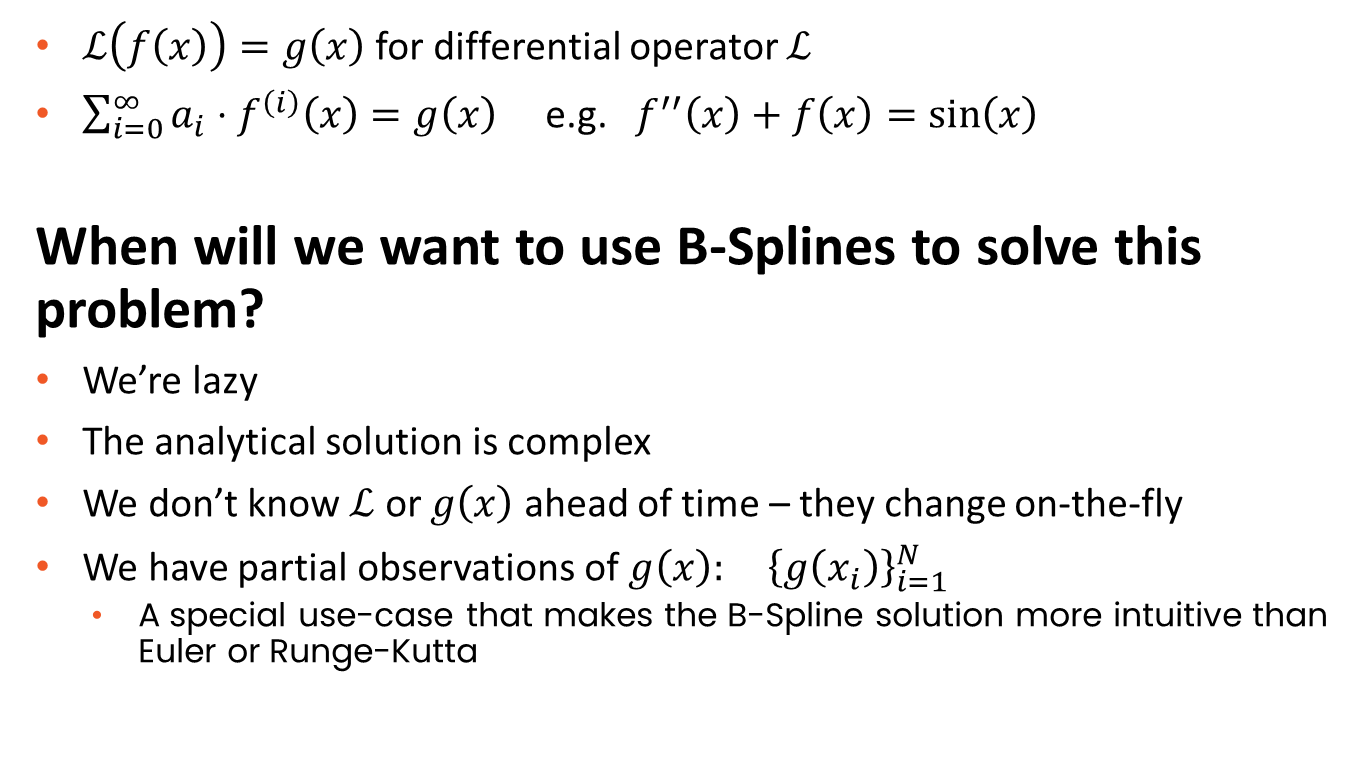 • ℒ(f(x)) = g(x) for differential operator ℒ
• ∑_{i=0}^{∞} a_i · f^{(i)}(x) = g(x) e.g. f′′(x) + f(x) = sin(x)
When will we want to use B-Splines to solve this
problem?
• We’re lazy
• The analytical solution is complex
• We don’t know ℒ or g(x) ahead of time – they change on-the-fly
• We have partial observations of g(x): {g(x_i)}_{i=1}^{N}
• A special use-case that makes the B-Spline solution more intuitive than
Euler or Runge-Kutta